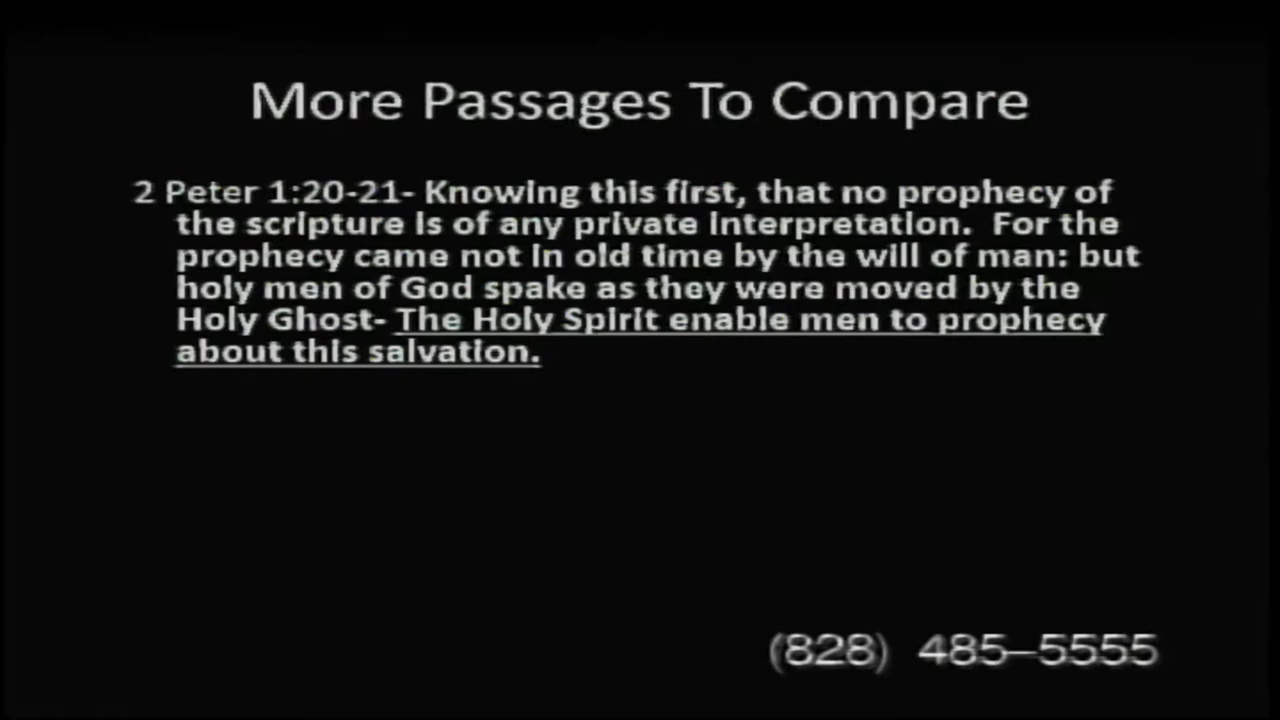 More Passages To Compare
2 Peter 1:20-21- Knowing this first, that no prophecy of
the scripture is of any private interpretation.  For the
prophecy came not in old time by the will of man: but
holy men of God spake as they were moved by the
Holy Ghost- The Holy Spirit enable men to prophecy
about this salvation.
(828) 485–5555